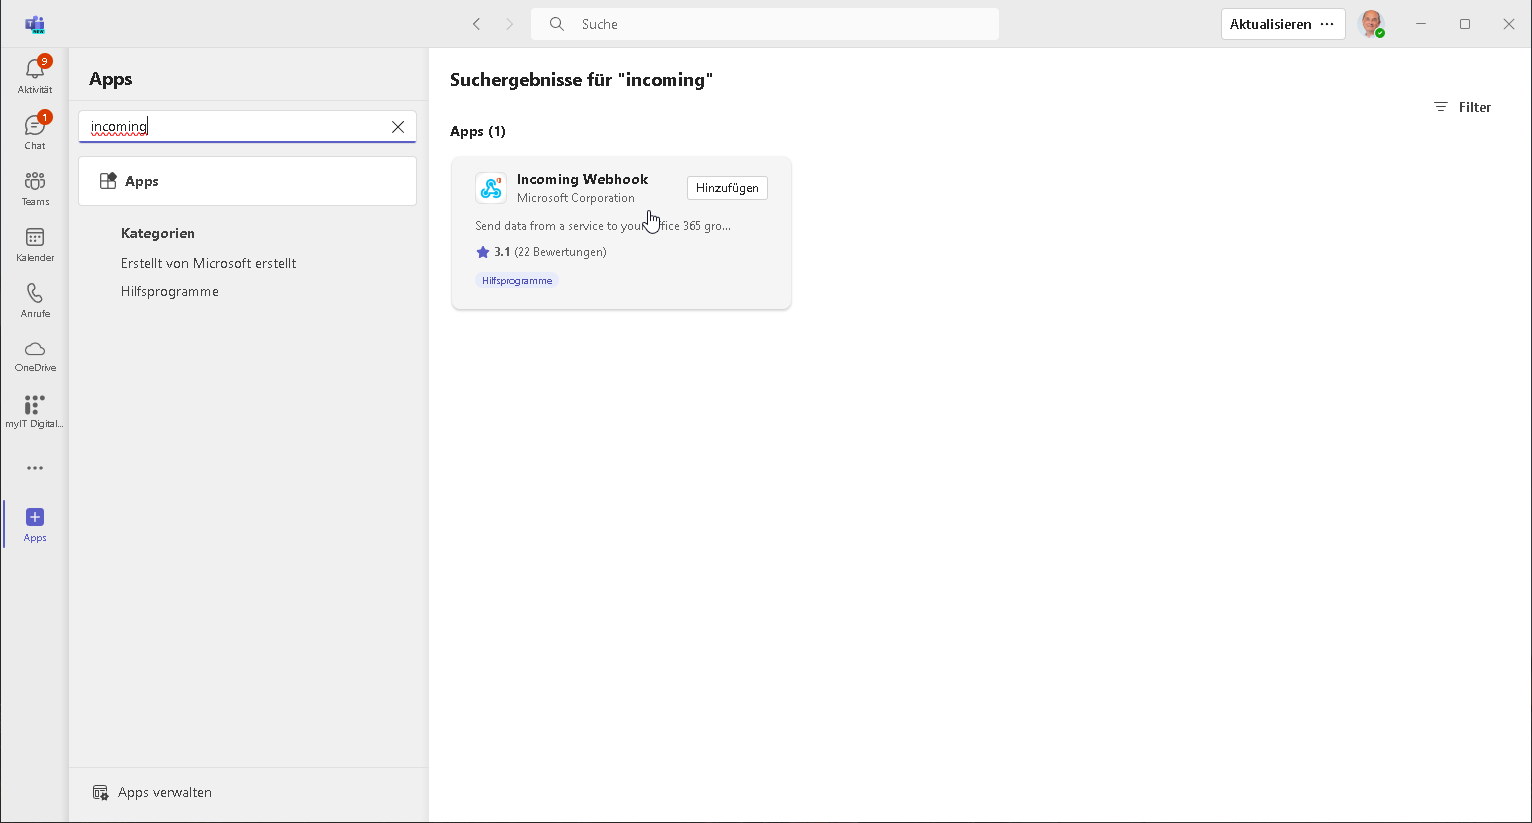 NEW
Suche
Aktualisieren ···
9
Aktivität
1
Chat
Teams
Kalender
Anrufe
OneDrive
myIT Digital...
Apps
Apps
incoming
Apps
Kategorien
Erstellt von Microsoft erstellt
Hilfsprogramme
Apps verwalten
Suchergebnisse für "incoming"
Filter
Apps (1)
Incoming Webhook
Microsoft Corporation
Hinzufügen
Send data from a service to your 365 gro...
3.1 (22 Bewertungen)
Hilfsprogramme